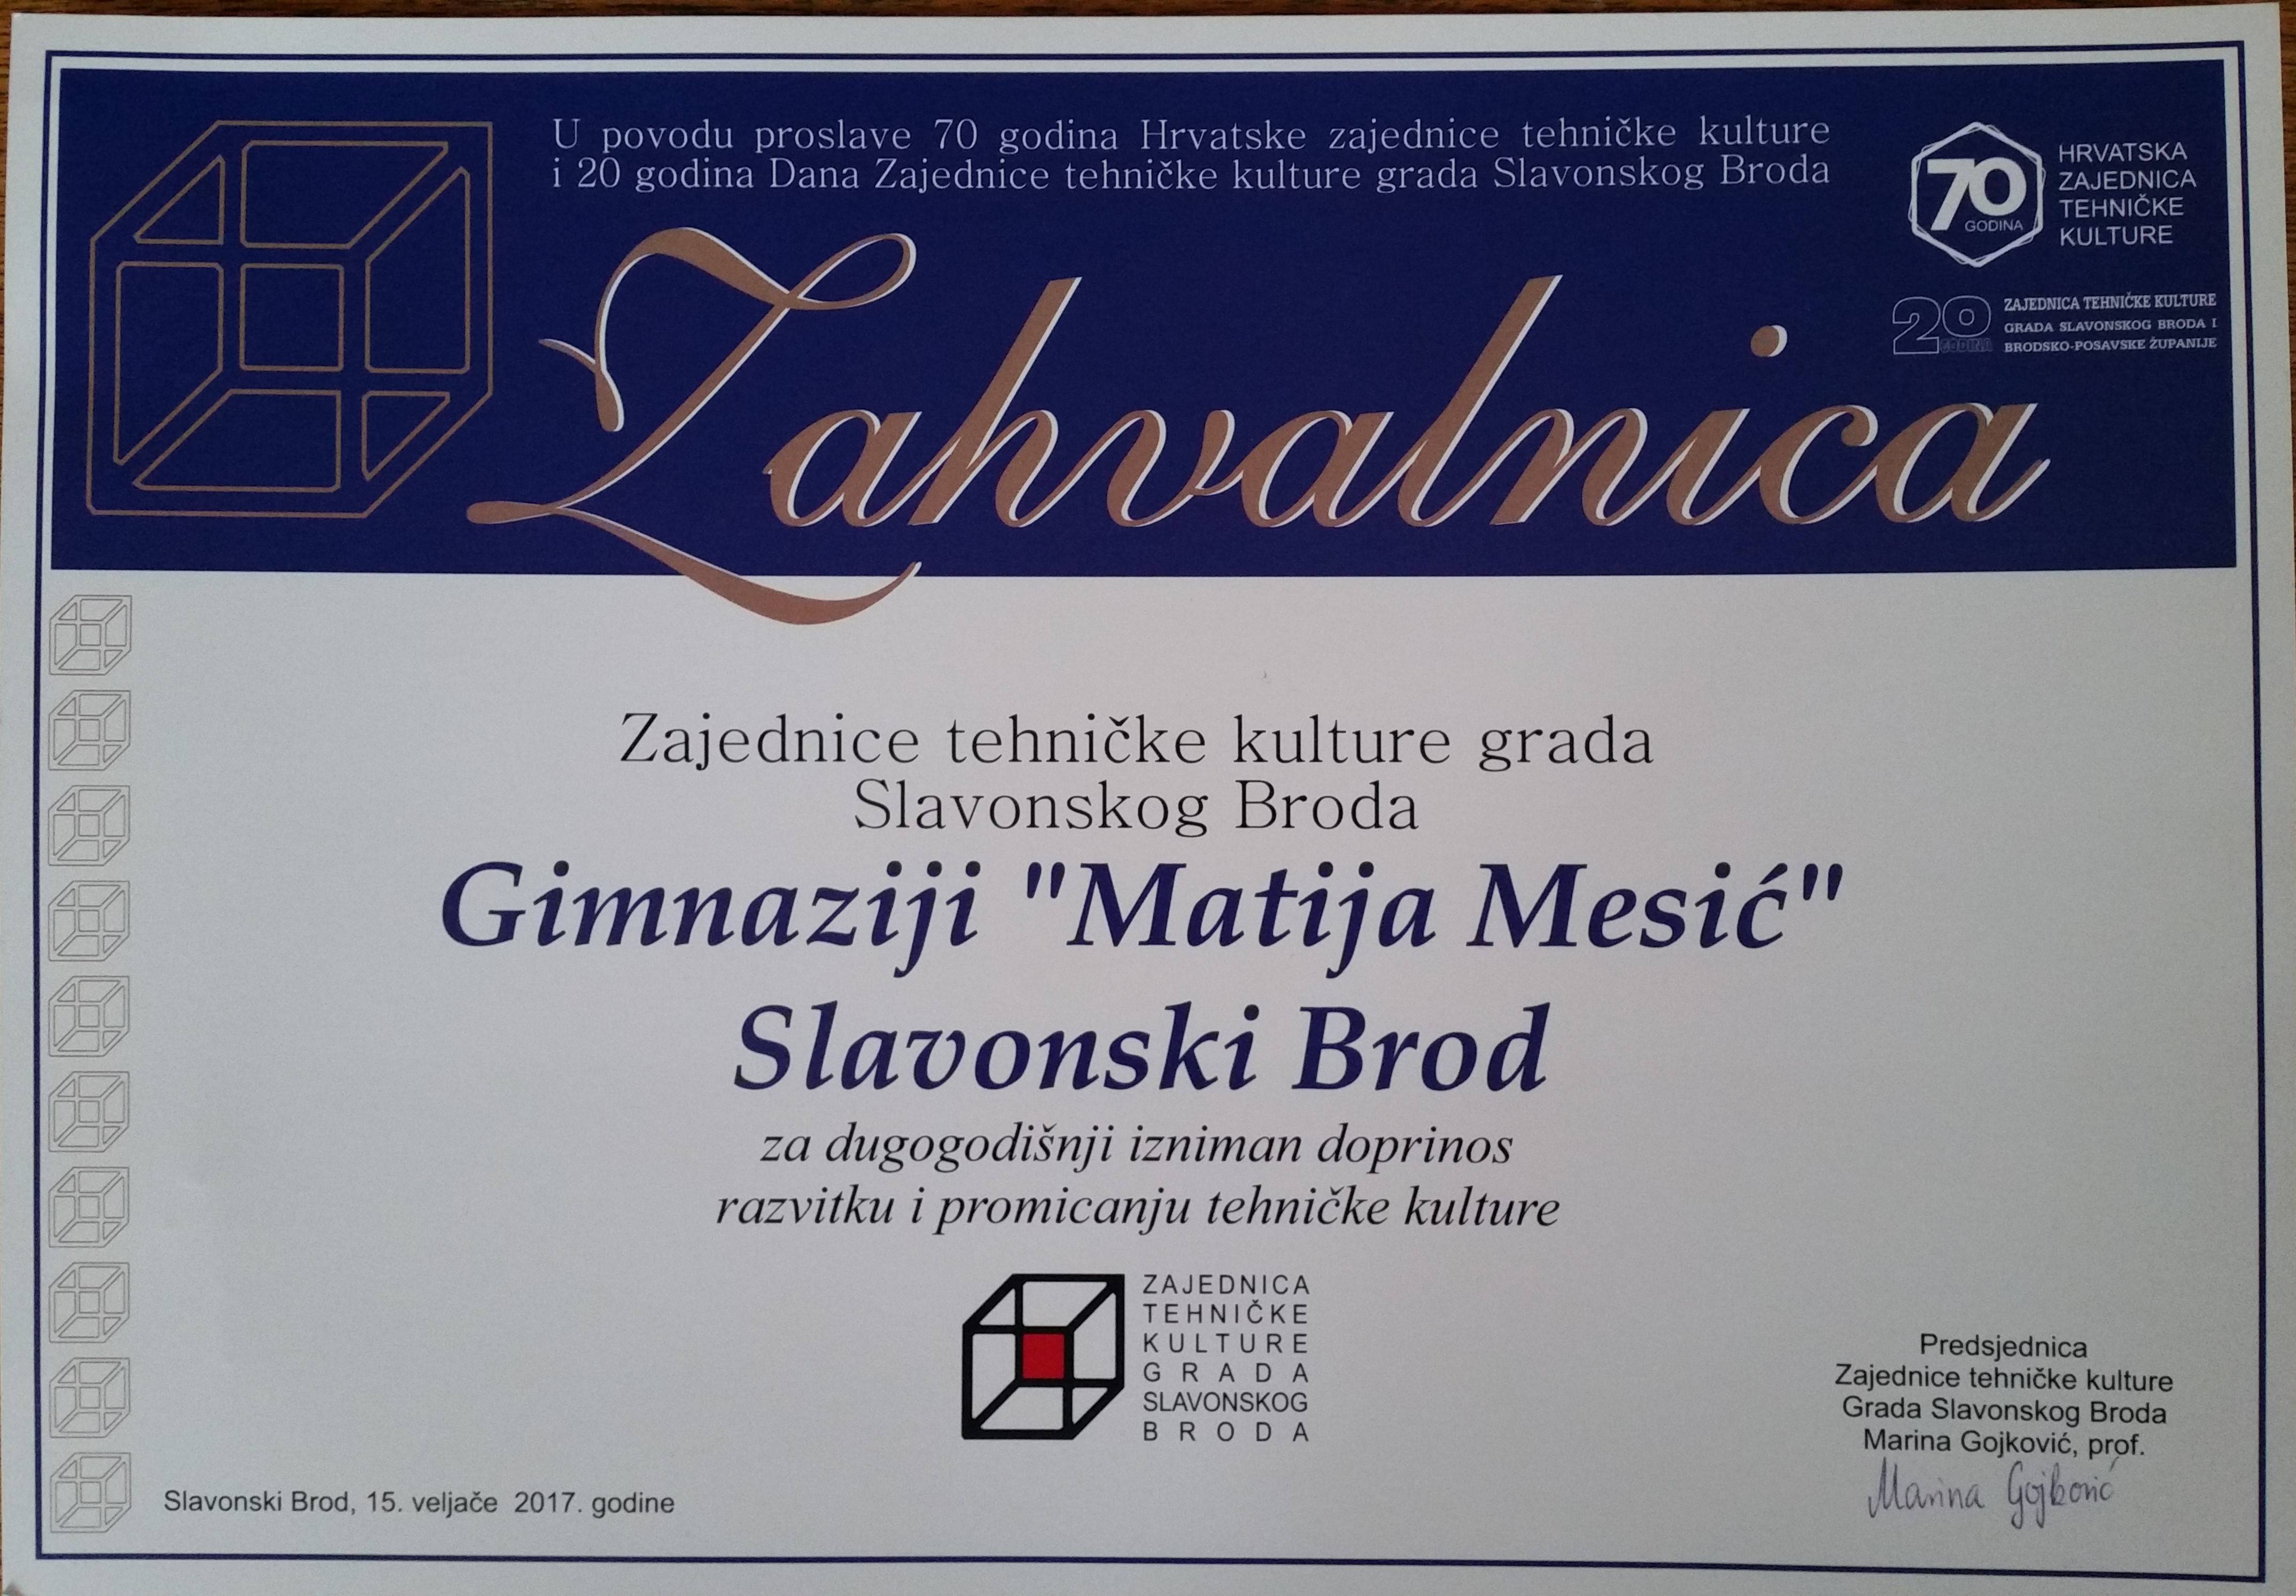 U povodu proslave 70 godina Hrvatske zajednice tehničke kulture
i 20 godina Dana Zajednice tehničke kulture grada Slavonskog Broda
70
GODINA
HRVATSKA
ZAJEDNICA
TEHNIČKE
KULTURE
20
GODINA
ZAJEDNICA TEHNIČKE KULTURE
GRADA SLAVONSKOG BRODA I
BRODSKO-POSAVSKE ŽUPANIJE
Zahvalnica
Zajednice tehničke kulture grada
Slavonskog Broda
Gimnaziji "Matija Mesić"
Slavonski Brod
za dugogodišnji izniman doprinos
razvitku i promicanju tehničke kulture
ZAJEDNICA
TEHNIČKE
KULTURE
GRADA
SLAVONSKOG
BRODA
Predsjednica
Zajednice tehničke kulture
Grada Slavonskog Broda
Marina Gojković, prof.
Marina Gojković
Slavonski Brod, 15. veljače 2017. godine